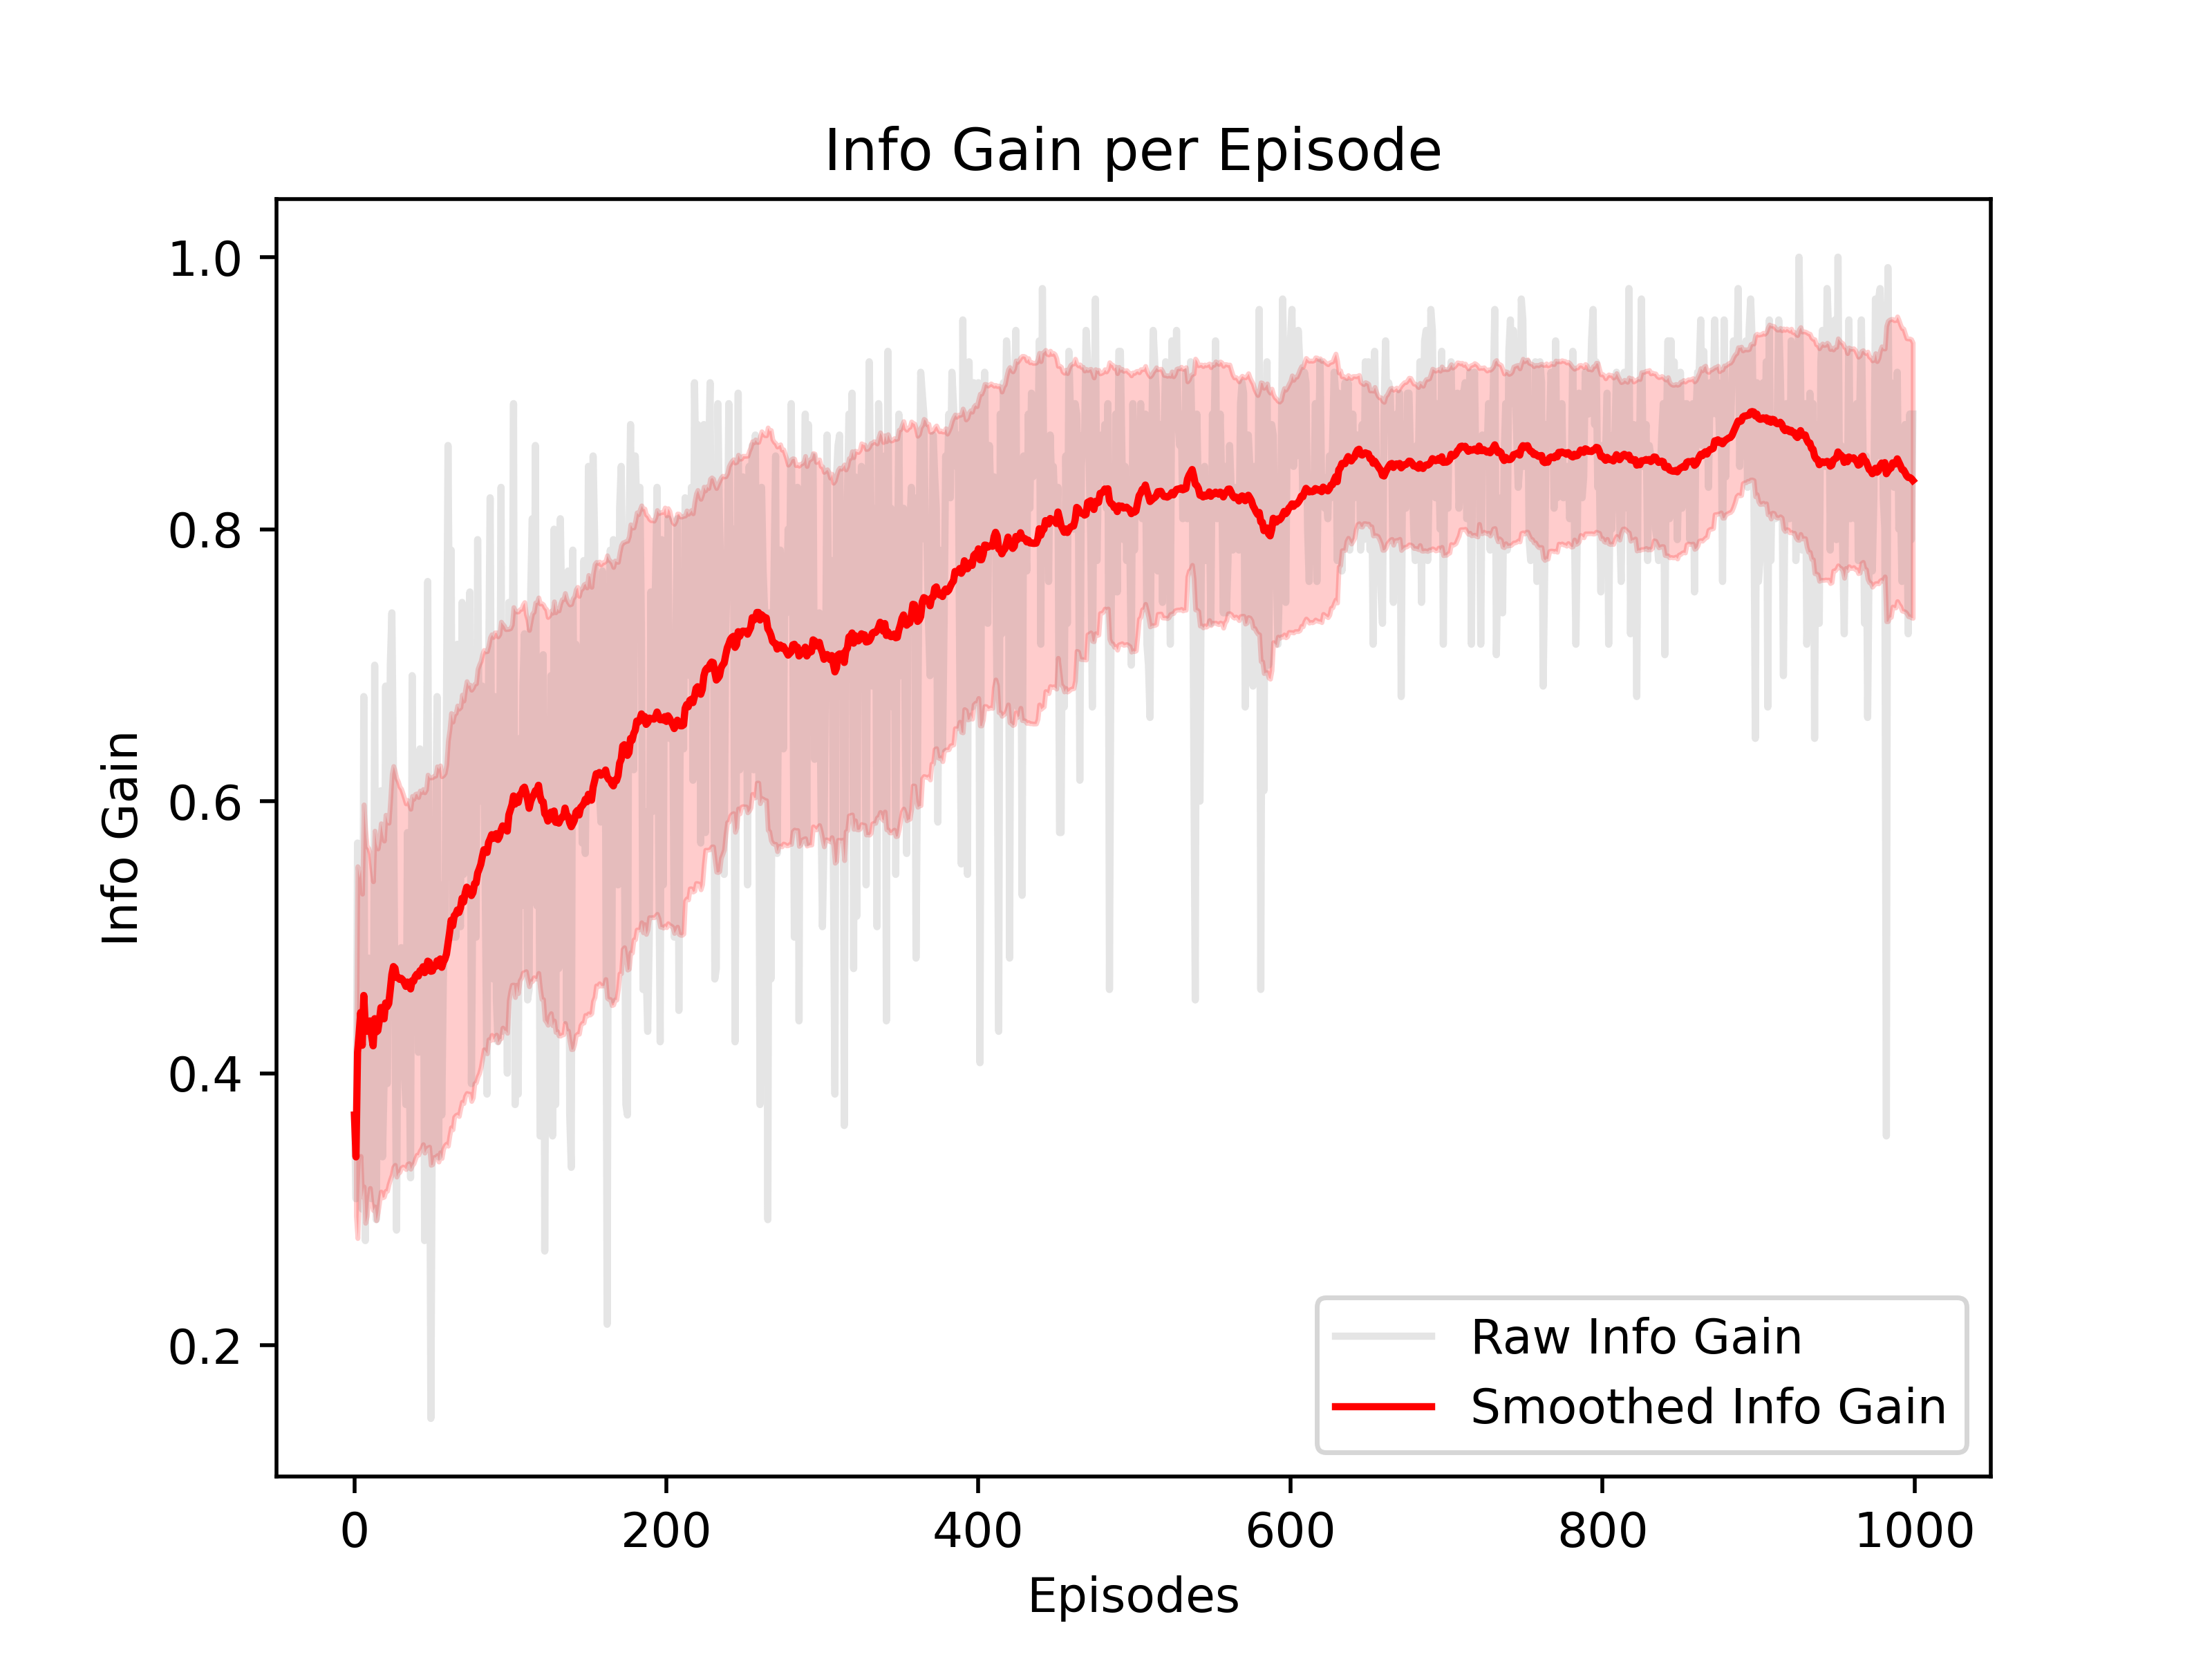 Info Gain per Episode
Info Gain
1.0
0.8
0.6
0.4
0.2
0 200 400 600 800 1000
Episodes
Raw Info Gain
Smoothed Info Gain